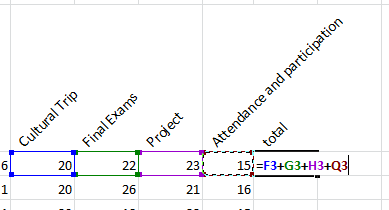 Cultural Trip
Final Exams
Project
Attendance and participation
total
6 20 22 23 15 =F3+G3+H3+Q3
1 20 26 21 16